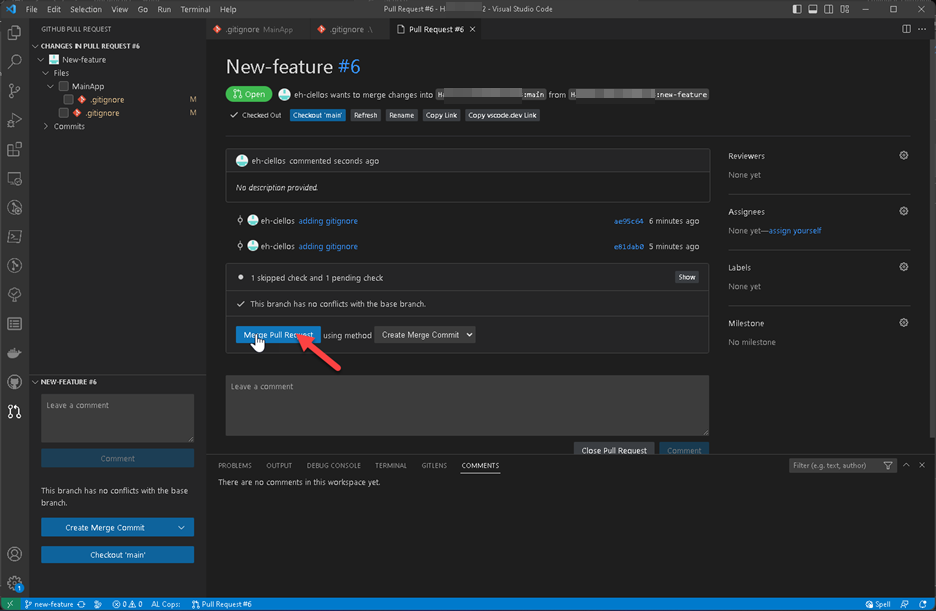 File Edit Selection View Go Run Terminal Help
Pull Request #6 - H 2 - Visual Studio Code
GITHUB PULL REQUEST
CHANGES IN PULL REQUEST #6
New-feature
Files
MainApp
.gitignore M
.gitignore M
Commits
NEW-FEATURE #6
Leave a comment
Comment
This branch has no conflicts with the base
branch.
Create Merge Commit
Checkout 'main'
.gitignore MainApp
.gitignore .\
Pull Request #6
New-feature #6
Open
eh-ciellos wants to merge changes into H :main from H :new-feature
Checked Out
Checkout 'main'
Refresh
Rename
Copy Link
Copy vscode.dev Link
eh-ciellos commented seconds ago
No description provided.
eh-ciellos adding gitignore ae95c64 6 minutes ago
eh-ciellos adding gitignore e81dab0 5 minutes ago
1 skipped check and 1 pending check Show
This branch has no conflicts with the base branch.
Merge Pull Request using method Create Merge Commit
Leave a comment
Close Pull Request Comment
Reviewers
None yet
Assignees
None yet—assign yourself
Labels
None yet
Milestone
No milestone
PROBLEMS OUTPUT DEBUG CONSOLE TERMINAL GITLENS COMMENTS
Filter (e.g. text, author)
There are no comments in this workspace yet.
1
new-feature 0 0 AL Cops: Pull Request #6 Spell